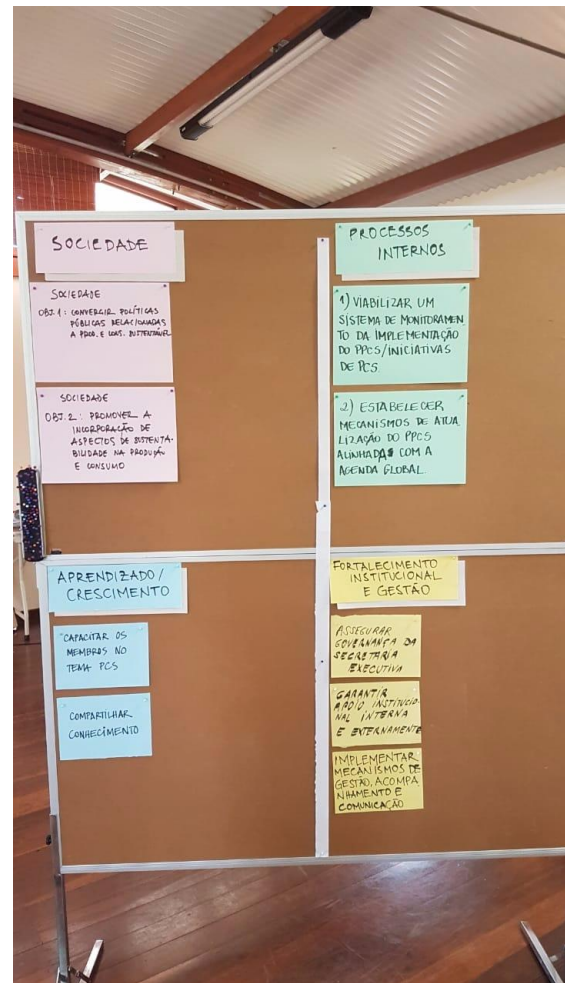 SOCIEDADE
SOCIEDADE
OBJ. 1: CONVERGIR POLÍTICAS
PÚBLICAS RELACIONADAS
A PROD. E CONS. SUSTENTÁVEL
SOCIEDADE
OBJ. 2: PROMOVER A
INCORPORAÇÃO DE
ASPECTOS DE SUSTENTA
BILIDADE NA PRODUÇÃO
E CONSUMO
PROCESSOS
INTERNOS
1) VIABILIZAR UM
SISTEMA DE MONITORAMEN
TO DA IMPLEMENTAÇÃO
DO PPCS/INICIATIVAS
DE PCS.
2) ESTABELECER
MECANISMOS DE ATUA
LIZAÇÃO DO PPCS
ALINHADAS COM A
AGENDA GLOBAL.
APRENDIZADO/
CRESCIMENTO
CAPACITAR OS
MEMBROS NO
TEMA PCS
COMPARTILHAR
CONHECIMENTO
FORTALECIMENTO
INSTITUCIONAL
E GESTÃO
ASSEGURAR
GOVERNANÇA DA
SECRETARIA
EXECUTIVA
GARANTIR
APOIO INSTITUCIO
NAL INTERNA
E EXTERNAMENTE
IMPLEMENTAR
MECANISMOS DE
GESTÃO, ACOMPA
NHAMENTO E
COMUNICAÇÃO